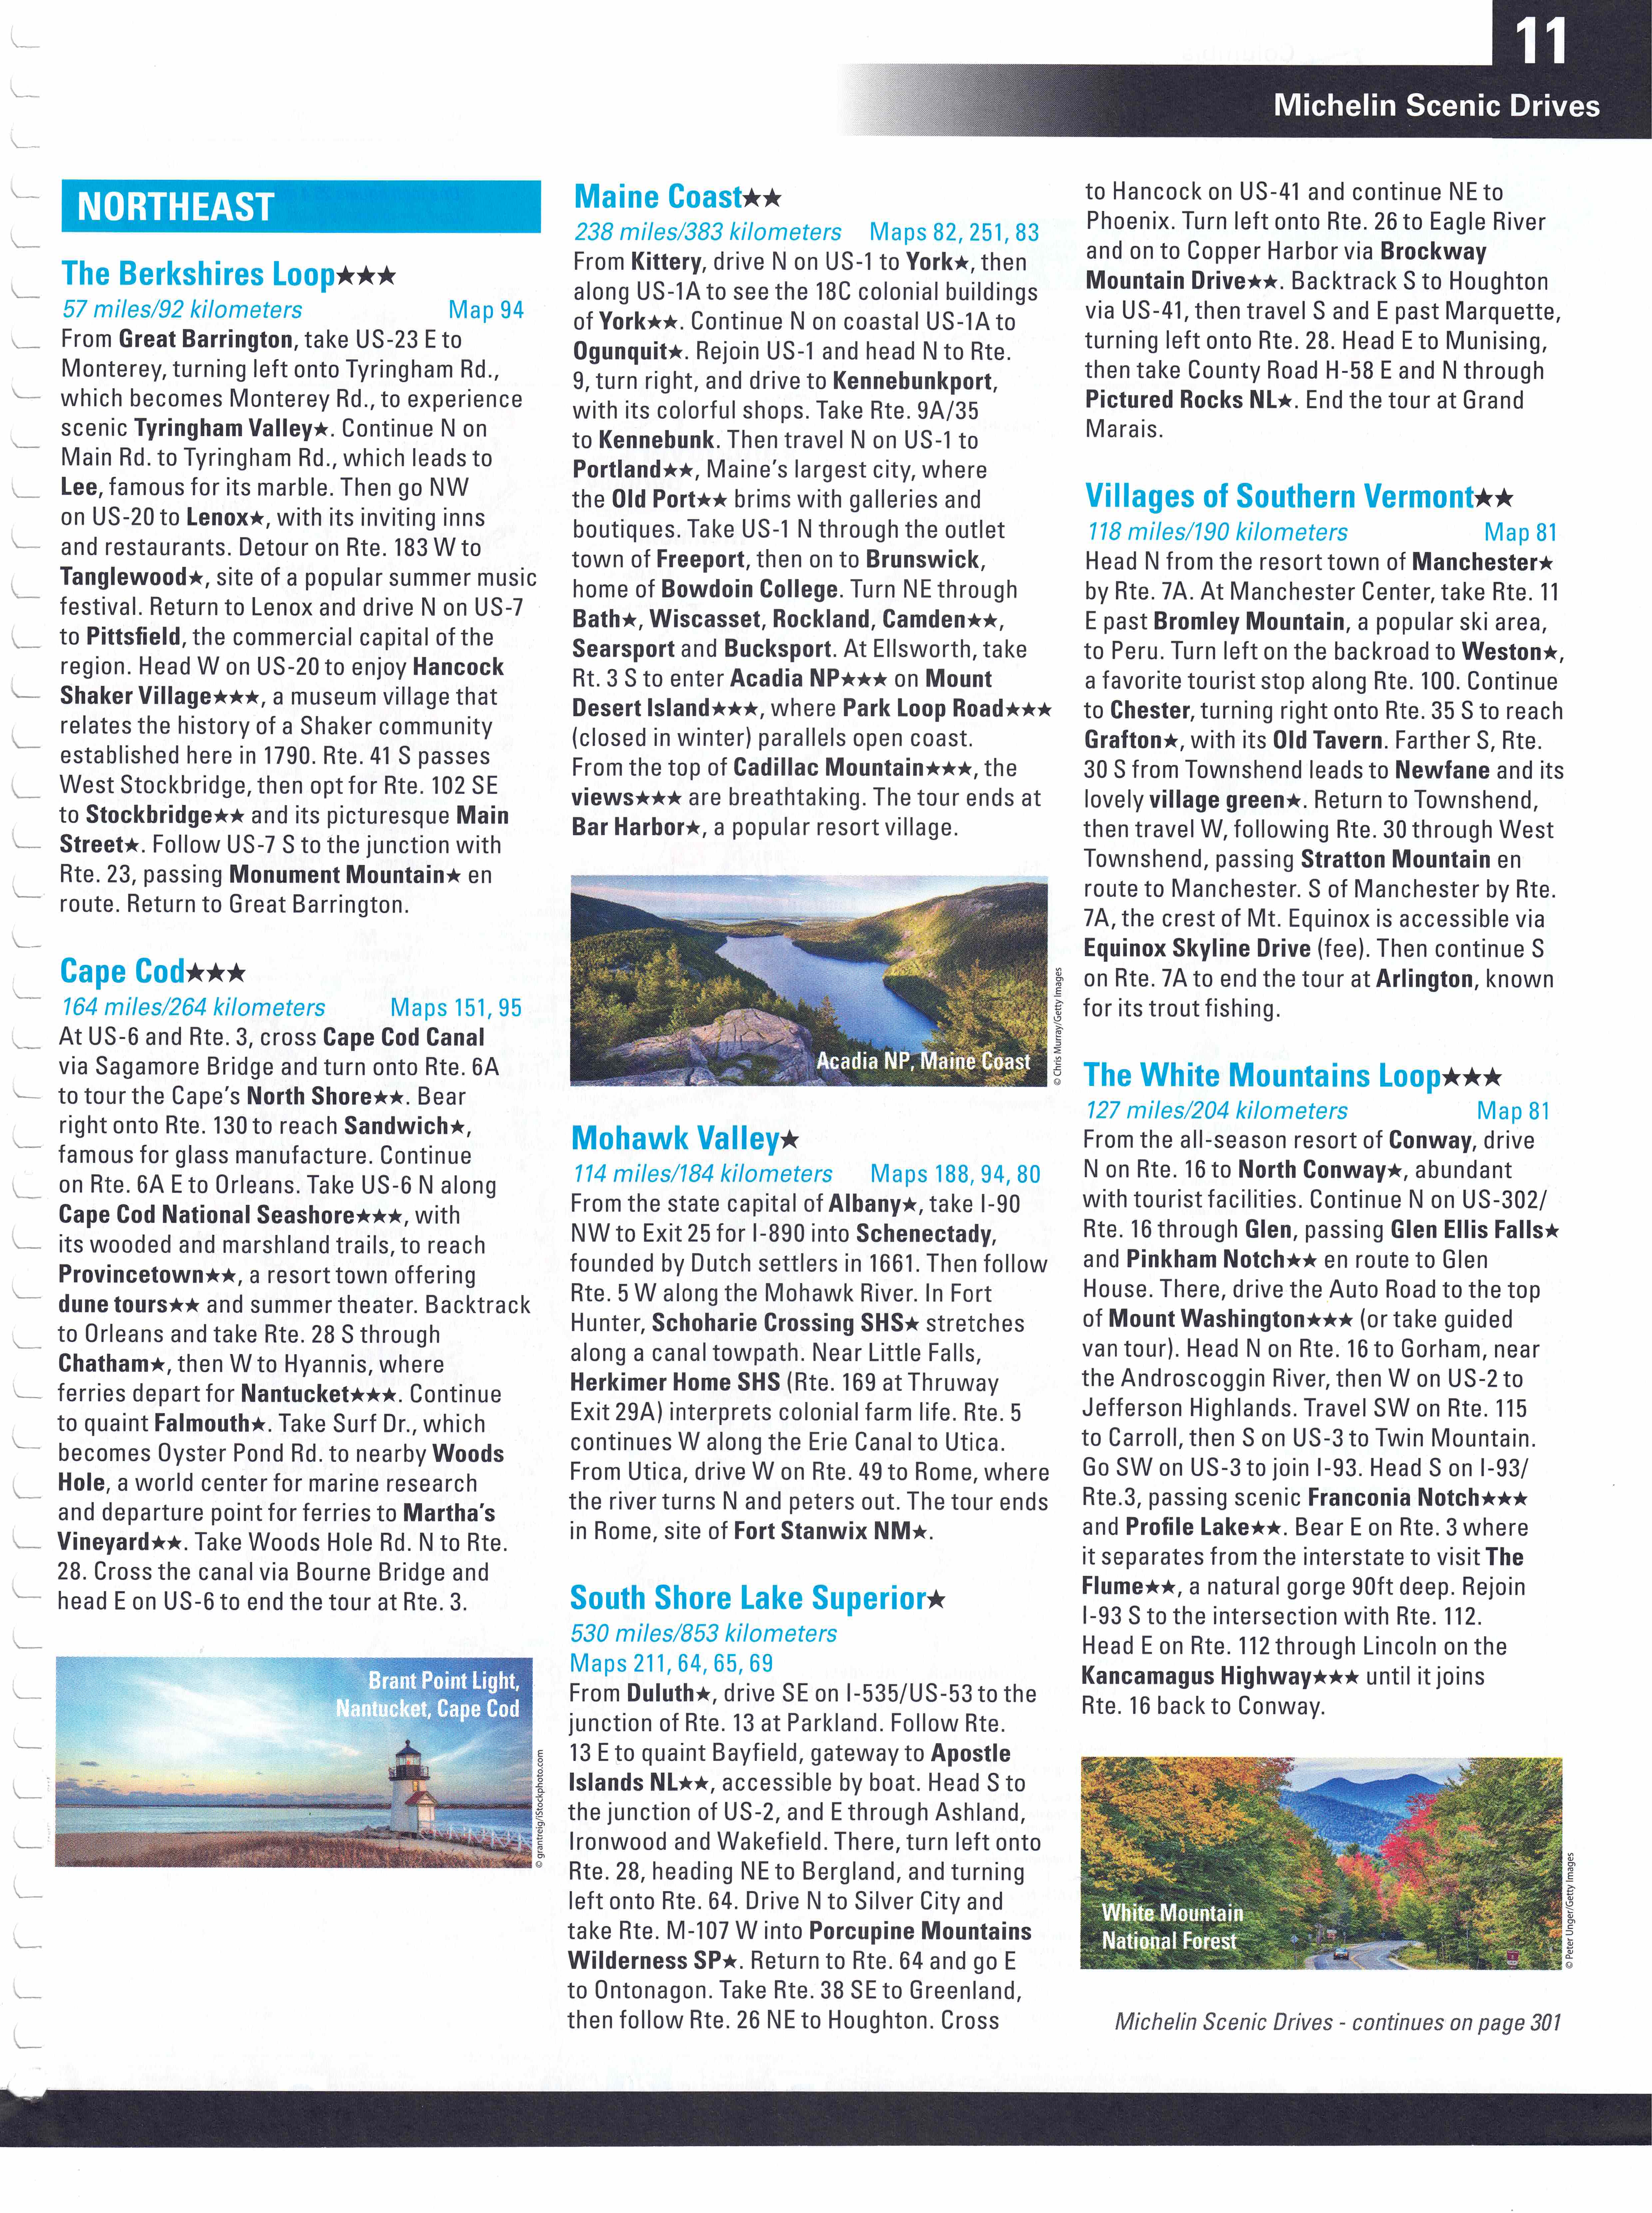 11
Michelin Scenic Drives
NORTHEAST
The Berkshires Loop★★★
57 miles/92 kilometers Map 94
From Great Barrington, take US-23 E to
Monterey, turning left onto Tyringham Rd.,
which becomes Monterey Rd., to experience
scenic Tyringham Valley★. Continue N on
Main Rd. to Tyringham Rd., which leads to
Lee, famous for its marble. Then go NW
on US-20 to Lenox★, with its inviting inns
and restaurants. Detour on Rte. 183 W to
Tanglewood★, site of a popular summer music
festival. Return to Lenox and drive N on US-7
to Pittsfield, the commercial capital of the
region. Head W on US-20 to enjoy Hancock
Shaker Village★★★, a museum village that
relates the history of a Shaker community
established here in 1790. Rte. 41 S passes
West Stockbridge, then opt for Rte. 102 SE
to Stockbridge★★ and its picturesque Main
Street★. Follow US-7 S to the junction with
Rte. 23, passing Monument Mountain★ en
route. Return to Great Barrington.
Cape Cod★★★
164 miles/264 kilometers Maps 151, 95
At US-6 and Rte. 3, cross Cape Cod Canal
via Sagamore Bridge and turn onto Rte. 6A
to tour the Cape's North Shore★★. Bear
right onto Rte. 130 to reach Sandwich★,
famous for glass manufacture. Continue
on Rte. 6A E to Orleans. Take US-6 N along
Cape Cod National Seashore★★★, with
its wooded and marshland trails, to reach
Provincetown★★, a resort town offering
dune tours★★ and summer theater. Backtrack
to Orleans and take Rte. 28 S through
Chatham★, then W to Hyannis, where
ferries depart for Nantucket★★★. Continue
to quaint Falmouth★. Take Surf Dr., which
becomes Oyster Pond Rd. to nearby Woods
Hole, a world center for marine research
and departure point for ferries to Martha's
Vineyard★★. Take Woods Hole Rd. N to Rte.
28. Cross the canal via Bourne Bridge and
head E on US-6 to end the tour at Rte. 3.
Brant Point Light,
Nantucket, Cape Cod
© grantreig/iStockphoto.com
Maine Coast★★
238 miles/383 kilometers Maps 82, 251, 83
From Kittery, drive N on US-1 to York★, then
along US-1A to see the 18C colonial buildings
of York★★. Continue N on coastal US-1A to
Ogunquit★. Rejoin US-1 and head N to Rte.
9, turn right, and drive to Kennebunkport,
with its colorful shops. Take Rte. 9A/35
to Kennebunk. Then travel N on US-1 to
Portland★★, Maine's largest city, where
the Old Port★★ brims with galleries and
boutiques. Take US-1 N through the outlet
town of Freeport, then on to Brunswick,
home of Bowdoin College. Turn NE through
Bath★, Wiscasset, Rockland, Camden★★,
Searsport and Bucksport. At Ellsworth, take
Rt. 3 S to enter Acadia NP★★★ on Mount
Desert Island★★★, where Park Loop Road★★★
(closed in winter) parallels open coast.
From the top of Cadillac Mountain★★★, the
views★★★ are breathtaking. The tour ends at
Bar Harbor★, a popular resort village.
Acadia NP, Maine Coast
© Chris Murray/Getty Images
Mohawk Valley★
114 miles/184 kilometers Maps 188, 94, 80
From the state capital of Albany★, take I-90
NW to Exit 25 for I-890 into Schenectady,
founded by Dutch settlers in 1661. Then follow
Rte. 5 W along the Mohawk River. In Fort
Hunter, Schoharie Crossing SHS★ stretches
along a canal towpath. Near Little Falls,
Herkimer Home SHS (Rte. 169 at Thruway
Exit 29A) interprets colonial farm life. Rte. 5
continues W along the Erie Canal to Utica.
From Utica, drive W on Rte. 49 to Rome, where
the river turns N and peters out. The tour ends
in Rome, site of Fort Stanwix NM★.
South Shore Lake Superior★
530 miles/853 kilometers
Maps 211, 64, 65, 69
From Duluth★, drive SE on I-535/US-53 to the
junction of Rte. 13 at Parkland. Follow Rte.
13 E to quaint Bayfield, gateway to Apostle
Islands NL★★, accessible by boat. Head S to
the junction of US-2, and E through Ashland,
Ironwood and Wakefield. There, turn left onto
Rte. 28, heading NE to Bergland, and turning
left onto Rte. 64. Drive N to Silver City and
take Rte. M-107 W into Porcupine Mountains
Wilderness SP★. Return to Rte. 64 and go E
to Ontonagon. Take Rte. 38 SE to Greenland,
then follow Rte. 26 NE to Houghton. Cross
to Hancock on US-41 and continue NE to
Phoenix. Turn left onto Rte. 26 to Eagle River
and on to Copper Harbor via Brockway
Mountain Drive★★. Backtrack S to Houghton
via US-41, then travel S and E past Marquette,
turning left onto Rte. 28. Head E to Munising,
then take County Road H-58 E and N through
Pictured Rocks NL★. End the tour at Grand
Marais.
Villages of Southern Vermont★★
118 miles/190 kilometers Map 81
Head N from the resort town of Manchester★
by Rte. 7A. At Manchester Center, take Rte. 11
E past Bromley Mountain, a popular ski area,
to Peru. Turn left on the backroad to Weston★,
a favorite tourist stop along Rte. 100. Continue
to Chester, turning right onto Rte. 35 S to reach
Grafton★, with its Old Tavern. Farther S, Rte.
30 S from Townshend leads to Newfane and its
lovely village green★. Return to Townshend,
then travel W, following Rte. 30 through West
Townshend, passing Stratton Mountain en
route to Manchester. S of Manchester by Rte.
7A, the crest of Mt. Equinox is accessible via
Equinox Skyline Drive (fee). Then continue S
on Rte. 7A to end the tour at Arlington, known
for its trout fishing.
The White Mountains Loop★★★
127 miles/204 kilometers Map 81
From the all-season resort of Conway, drive
N on Rte. 16 to North Conway★, abundant
with tourist facilities. Continue N on US-302/
Rte. 16 through Glen, passing Glen Ellis Falls★
and Pinkham Notch★★ en route to Glen
House. There, drive the Auto Road to the top
of Mount Washington★★★ (or take guided
van tour). Head N on Rte. 16 to Gorham, near
the Androscoggin River, then W on US-2 to
Jefferson Highlands. Travel SW on Rte. 115
to Carroll, then S on US-3 to Twin Mountain.
Go SW on US-3 to join I-93. Head S on I-93/
Rte.3, passing scenic Franconia Notch★★★
and Profile Lake★★. Bear E on Rte. 3 where
it separates from the interstate to visit The
Flume★★, a natural gorge 90ft deep. Rejoin
I-93 S to the intersection with Rte. 112.
Head E on Rte. 112 through Lincoln on the
Kancamagus Highway★★★ until it joins
Rte. 16 back to Conway.
White Mountain
National Forest
© Peter Unger/Getty Images
Michelin Scenic Drives - continues on page 301